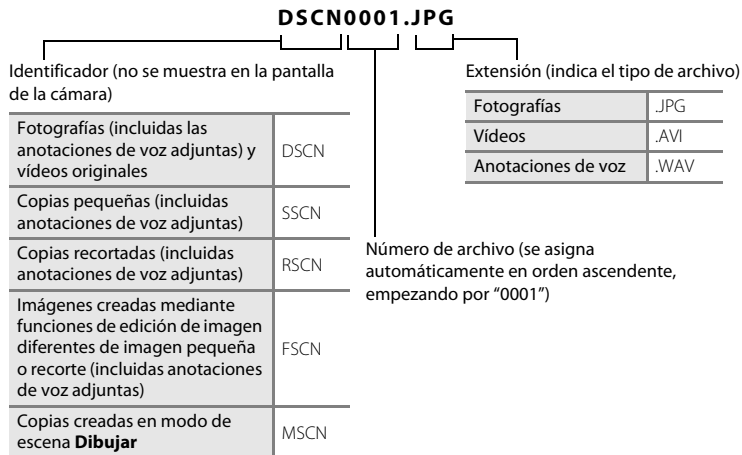 DSCN0001.JPG
Identificador (no se muestra en la pantalla
de la cámara)
Fotografías (incluidas las
anotaciones de voz adjuntas) y
vídeos originales
DSCN
Copias pequeñas (incluidas
anotaciones de voz adjuntas)
SSCN
Copias recortadas (incluidas
anotaciones de voz adjuntas)
RSCN
Imágenes creadas mediante
funciones de edición de imagen
diferentes de imagen pequeña
o recorte (incluidas anotaciones
de voz adjuntas)
FSCN
Copias creadas en modo de
escena Dibujar
MSCN
Número de archivo (se asigna
automáticamente en orden ascendente,
empezando por “0001”)
Extensión (indica el tipo de archivo)
Fotografías .JPG
Vídeos .AVI
Anotaciones de voz .WAV